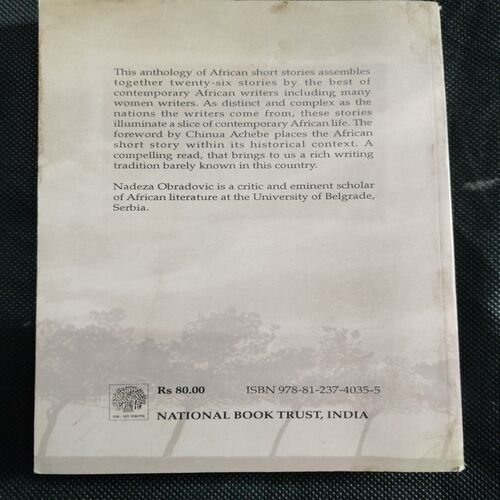 This anthology of African short stories assembles
together twenty-six stories by the best of
contemporary African writers including many
women writers. As distinct and complex as the
nations the writers come from, these stories
illuminate a slice of contemporary African life. The
foreword by Chinua Achebe places the African
short story within its historical context. A
compelling read, that brings to us a rich writing
tradition barely known in this country.
Nadeza Obradovic is a critic and eminent scholar
of African literature at the University of Belgrade,
Serbia.
Rs 80.00 ISBN 978-81-237-4035-5
NATIONAL BOOK TRUST, INDIA